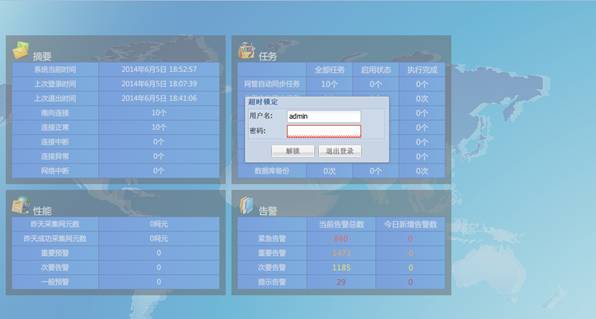 摘要
系统当前时间 2014年6月5日 18:52:57
上次登录时间 2014年6月5日 18:07:39
上次退出时间 2014年6月5日 18:41:06
南向连接 10个
连接正常 10个
连接中断 0个
连接异常 0个
网络中断 0个
任务
全部任务 启用状态 执行完成
网管自动同步任务 10个 0个 0个
0次
0个
0个
0个
0个
数据库备份 0次 0个 0次
超时锁定
用户名: admin
密码:
解锁 退出登录
性能
昨天采集网元数 0网元
昨天成功采集网元数 0网元
重要预警 0
次要预警 0
一般预警 0
告警
当前告警总数 今日新增告警数
紧急告警 0
重要告警 0
次要告警 1185 0
提示告警 29 0